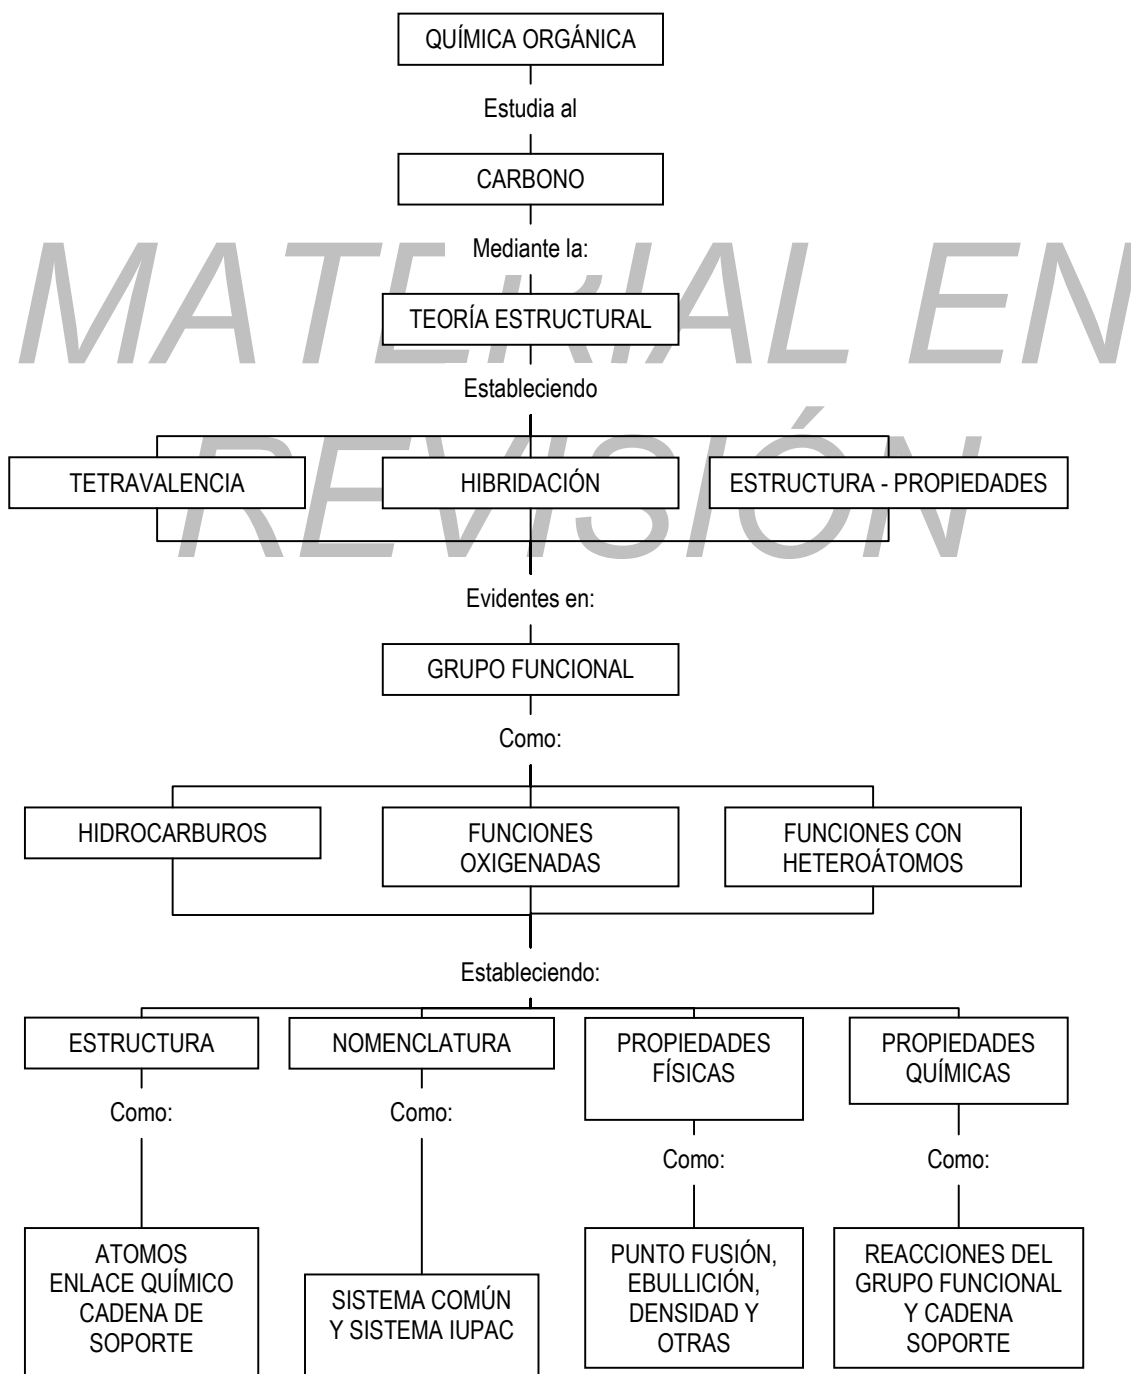 QUÍMICA ORGÁNICA
Estudia al
CARBONO
Mediante la:
MATERIAL EN
TEORÍA ESTRUCTURAL
Estableciendo
REVISIÓN
TETRAVALENCIA
HIBRIDACIÓN
ESTRUCTURA - PROPIEDADES
Evidentes en:
GRUPO FUNCIONAL
Como:
HIDROCARBUROS
FUNCIONES
OXIGENADAS
FUNCIONES CON
HETEROÁTOMOS
Estableciendo:
ESTRUCTURA
NOMENCLATURA
PROPIEDADES
FÍSICAS
PROPIEDADES
QUÍMICAS
Como:
Como:
Como:
Como:
ATOMOS
ENLACE QUÍMICO
CADENA DE
SOPORTE
SISTEMA COMÚN
Y SISTEMA IUPAC
PUNTO FUSIÓN,
EBULLICIÓN,
DENSIDAD Y
OTRAS
REACCIONES DEL
GRUPO FUNCIONAL
Y CADENA
SOPORTE